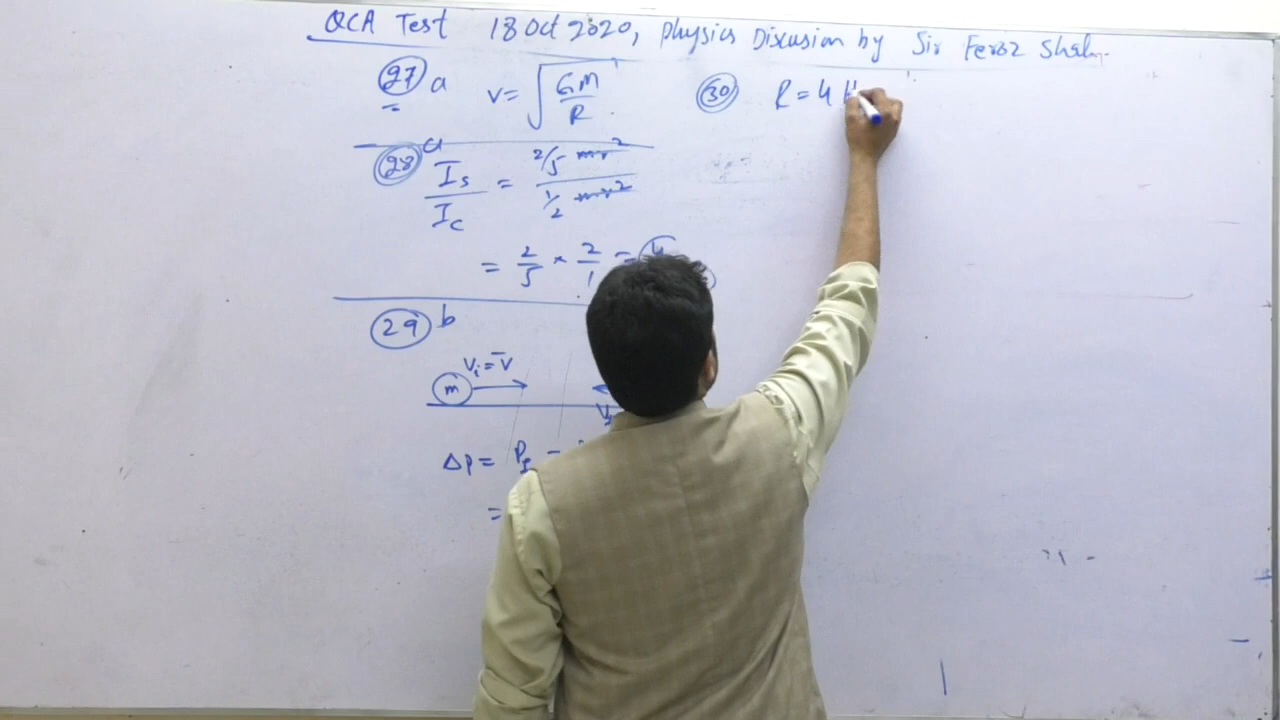 QCA Test 18 Oct 2020, Physics Discusion by Sir Feroz Shah
27 a v = √GM/R
28 a
Is/Ic = 2/5 mr²/1/2 mr²
= 2/5 × 2/1 =
29 b
m Vi = V
ΔP = Pf -
=
30 R = 4 H